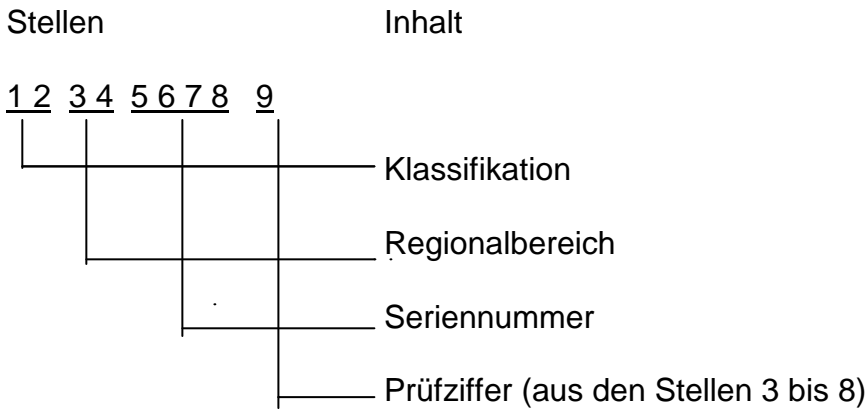 Stellen Inhalt
1 2 3 4 5 6 7 8 9
Klassifikation
Regionalbereich
Seriennummer
Prüfziffer (aus den Stellen 3 bis 8)